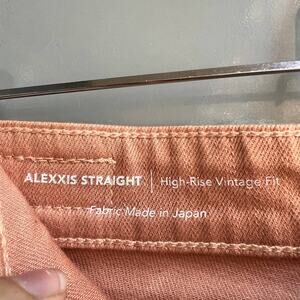 ALEXXIS STRAIGHT | High-Rise Vintage Fit
Fabric Made in Japan